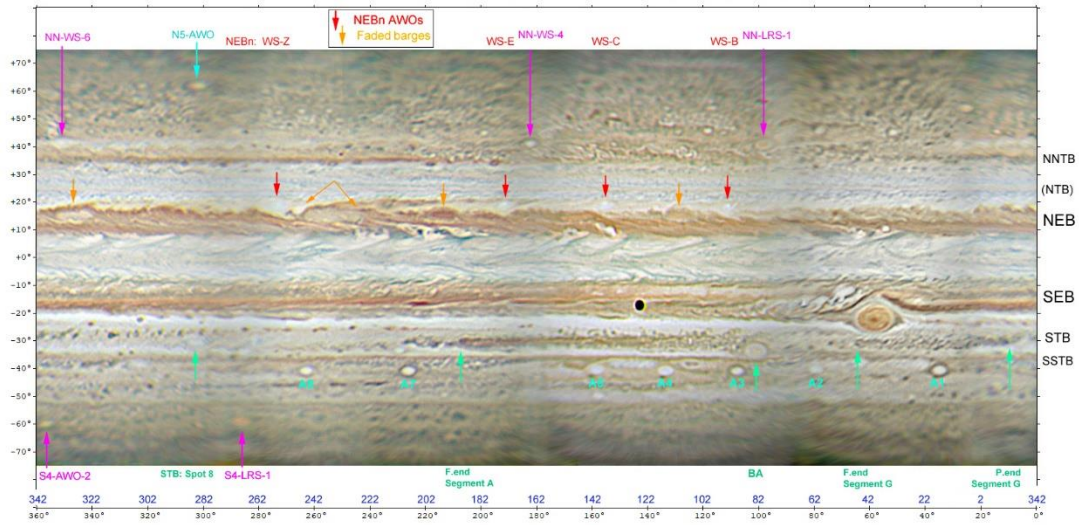 NEBn AWOs
Faded barges
NN-WS-6
N5-AWO
NEBn: WS-Z
WS-E
NN-WS-4
WS-C
WS-B
NN-LRS-1
+70°
+60°
+50°
+40°
+30°
+20°
+10°
+0°
-10°
-20°
-30°
-40°
-50°
-60°
-70°
NNTB
(NTB)
NEB
SEB
STB
SSTB
A5
A4
A3
A2
A1
S4-AWO-2
STB: Spot 8
S4-LRS-1
F.end
Segment A
BA
F.end
Segment G
P.end
Segment G
342 322 302 282 262 242 222 202 182 162 142 122 102 82 62 42 22 2 342
360° 340° 320° 300° 280° 260° 240° 220° 200° 180° 160° 140° 120° 100° 80° 60° 40° 20° 0°